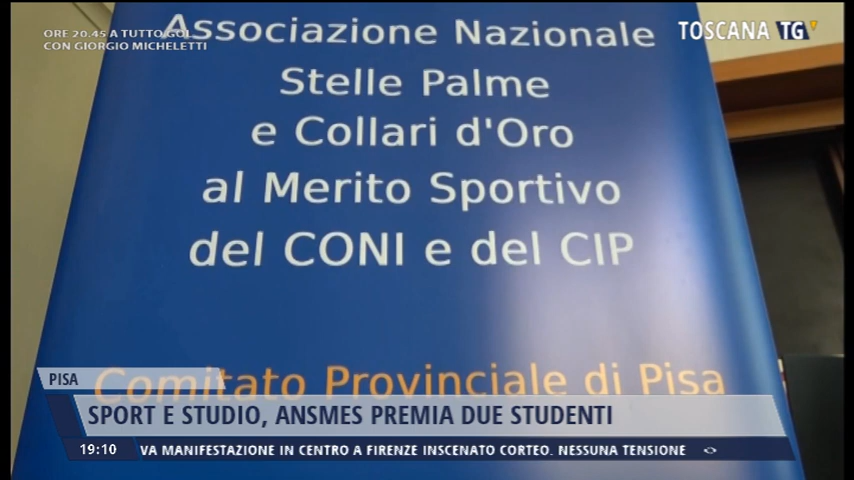 ORE 20.45 A TUTTO GOL
CON GIORGIO MICHELETTI
TOSCANA TG
Associazione Nazionale
Stelle Palme
e Collari d'Oro
al Merito Sportivo
del CONI e del CIP
Comitato Provinciale di Pisa
PISA
SPORT E STUDIO, ANSMES PREMIA DUE STUDENTI
19:10 VA MANIFESTAZIONE IN CENTRO A FIRENZE INSCENATO CORTEO. NESSUNA TENSIONE